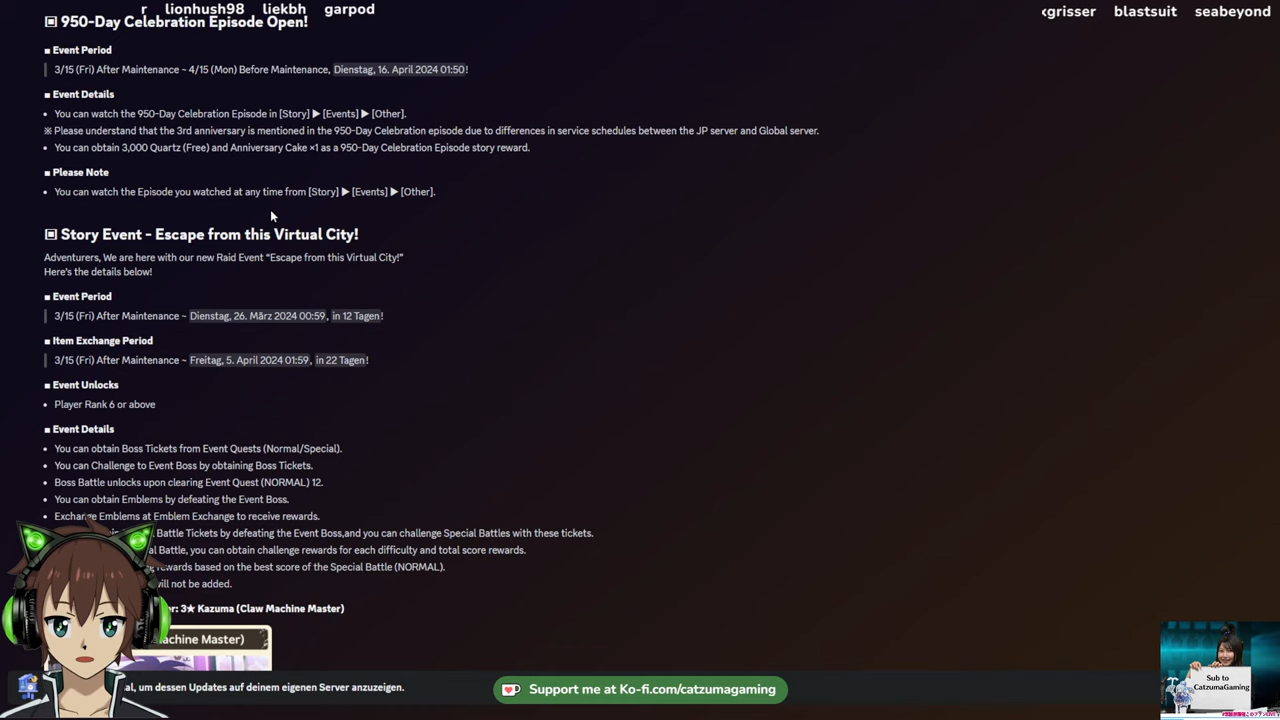 r lionhush98 liekbh garpod
kgrisser blastsuit seabeyond
▣ 950-Day Celebration Episode Open!
■ Event Period
3/15 (Fri) After Maintenance ~ 4/15 (Mon) Before Maintenance, Dienstag, 16. April 2024 01:50!
■ Event Details
• You can watch the 950-Day Celebration Episode in [Story] ▶ [Events] ▶ [Other].
※ Please understand that the 3rd anniversary is mentioned in the 950-Day Celebration episode due to differences in service schedules between the JP server and Global server.
• You can obtain 3,000 Quartz (Free) and Anniversary Cake ×1 as a 950-Day Celebration Episode story reward.
■ Please Note
• You can watch the Episode you watched at any time from [Story] ▶ [Events] ▶ [Other].
▣ Story Event - Escape from this Virtual City!
Adventurers, We are here with our new Raid Event “Escape from this Virtual City!”
Here's the details below!
■ Event Period
3/15 (Fri) After Maintenance ~ Dienstag, 26. März 2024 00:59, in 12 Tagen!
■ Item Exchange Period
3/15 (Fri) After Maintenance ~ Freitag, 5. April 2024 01:59, in 22 Tagen!
■ Event Unlocks
• Player Rank 6 or above
■ Event Details
• You can obtain Boss Tickets from Event Quests (Normal/Special).
• You can Challenge to Event Boss by obtaining Boss Tickets.
• Boss Battle unlocks upon clearing Event Quest (NORMAL) 12.
• You can obtain Emblems by defeating the Event Boss.
• Exchange Emblems at Emblem Exchange to receive rewards.
Battle Tickets by defeating the Event Boss,and you can challenge Special Battles with these tickets.
Battle, you can obtain challenge rewards for each difficulty and total score rewards.
rewards based on the best score of the Special Battle (NORMAL).
will not be added.
er: 3★ Kazuma (Claw Machine Master)
achine Master)
al, um dessen Updates auf deinem eigenen Server anzuzeigen.
Support me at Ko-fi.com/catzumagaming
Sub to
CatzumaGaming